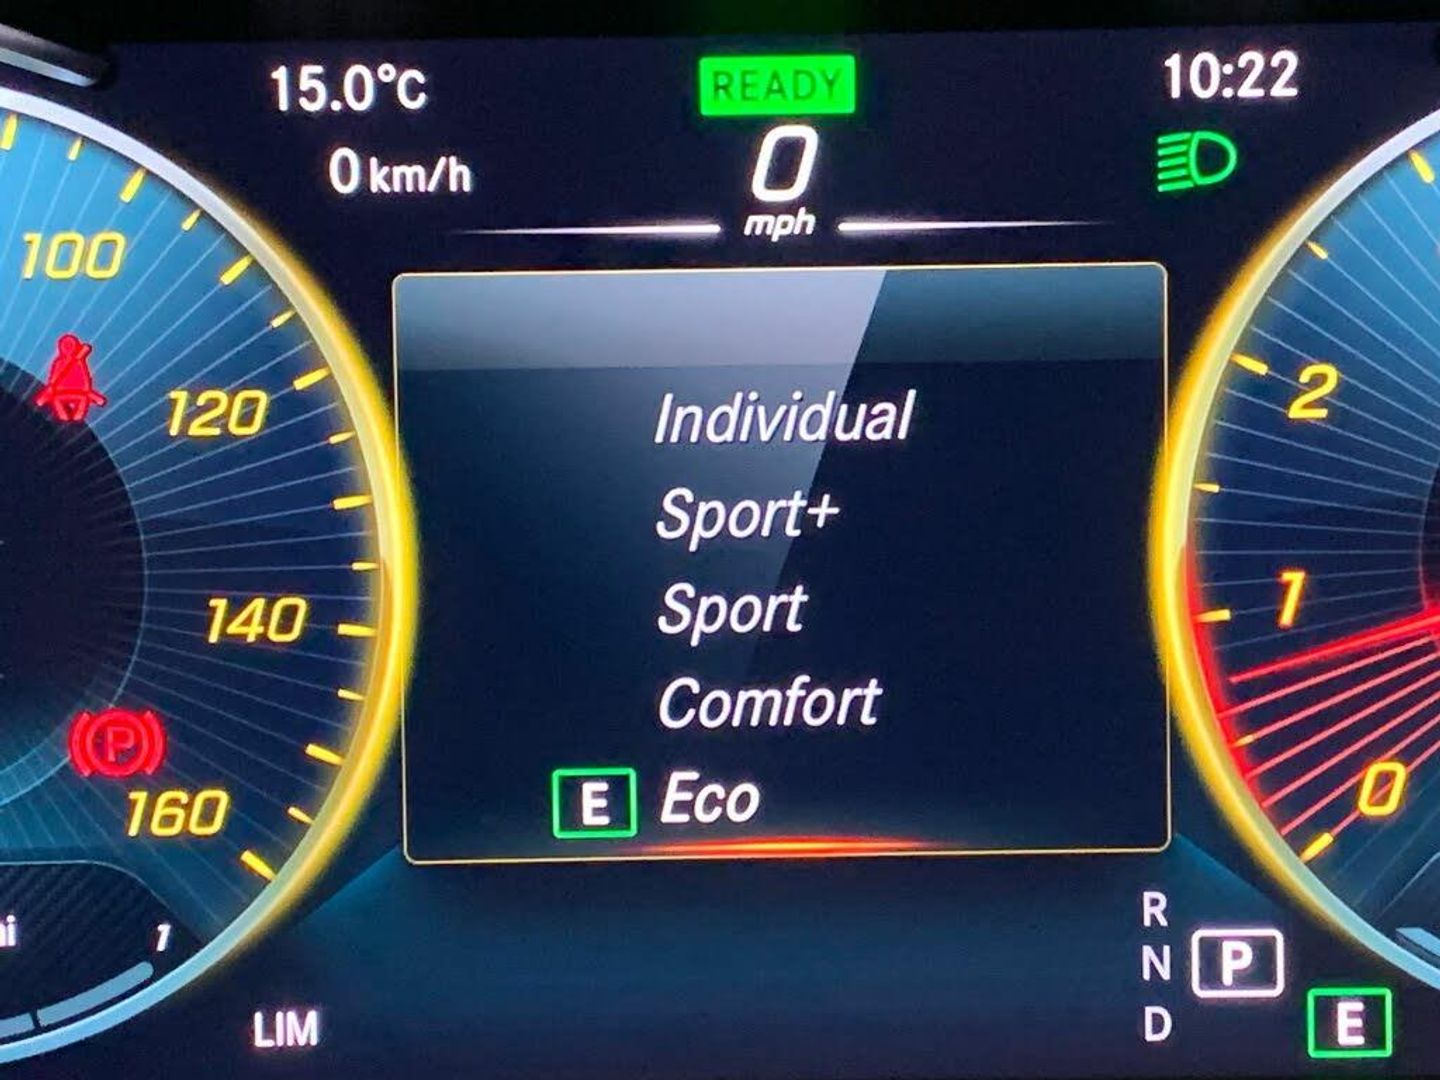 15.0°C
READY
10:22
0 km/h
0
mph
100
120
140
160
Individual
Sport+
Sport
Comfort
E Eco
2
1
0
1
LIM
R
N
P
D
E